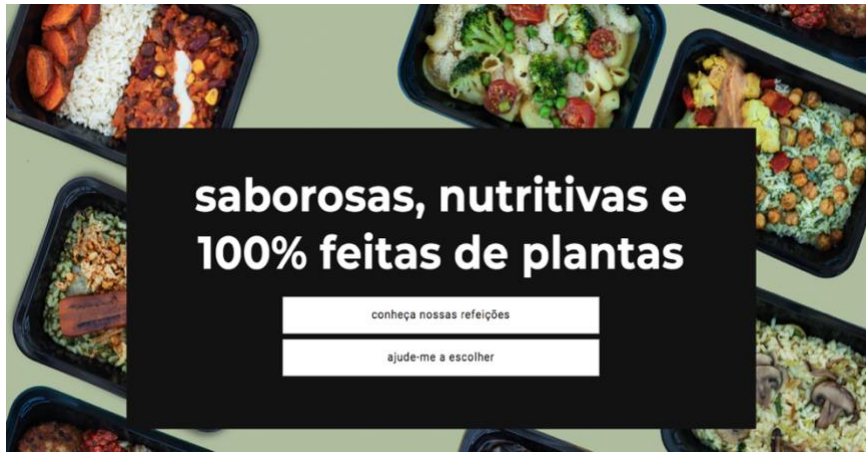 saborosas, nutritivas e
100% feitas de plantas
conheça nossas refeições
ajude-me a escolher